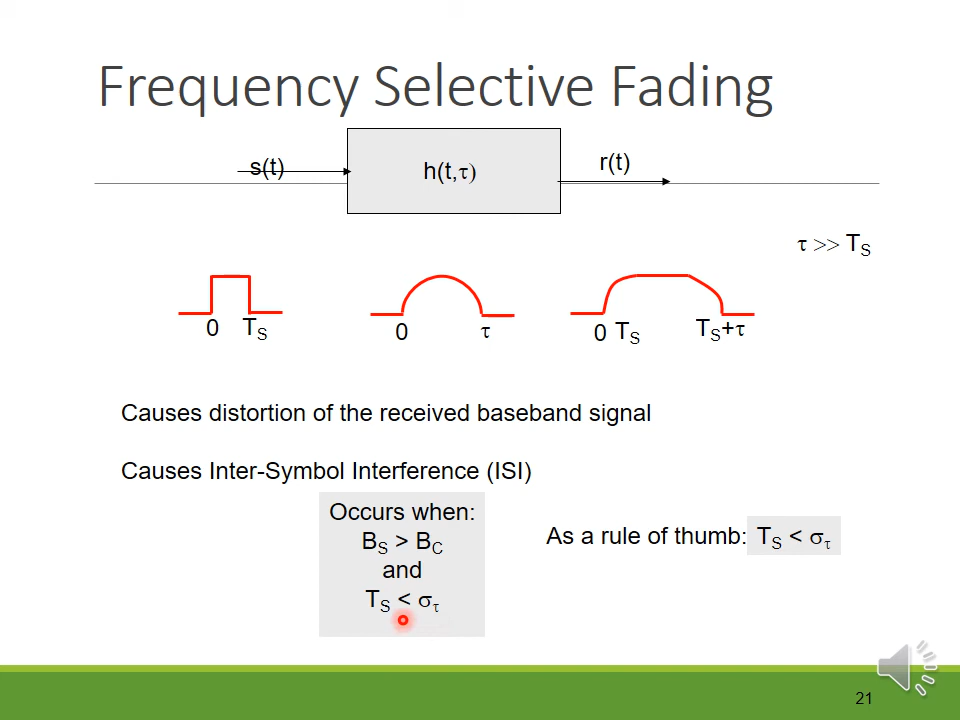 Frequency Selective Fading
s(t)
h(t,τ)
r(t)
τ >> TS
0 TS
0 τ
0 TS TS+τ
Causes distortion of the received baseband signal
Causes Inter-Symbol Interference (ISI)
Occurs when:
BS > BC
and
TS < στ
As a rule of thumb: TS < στ
21